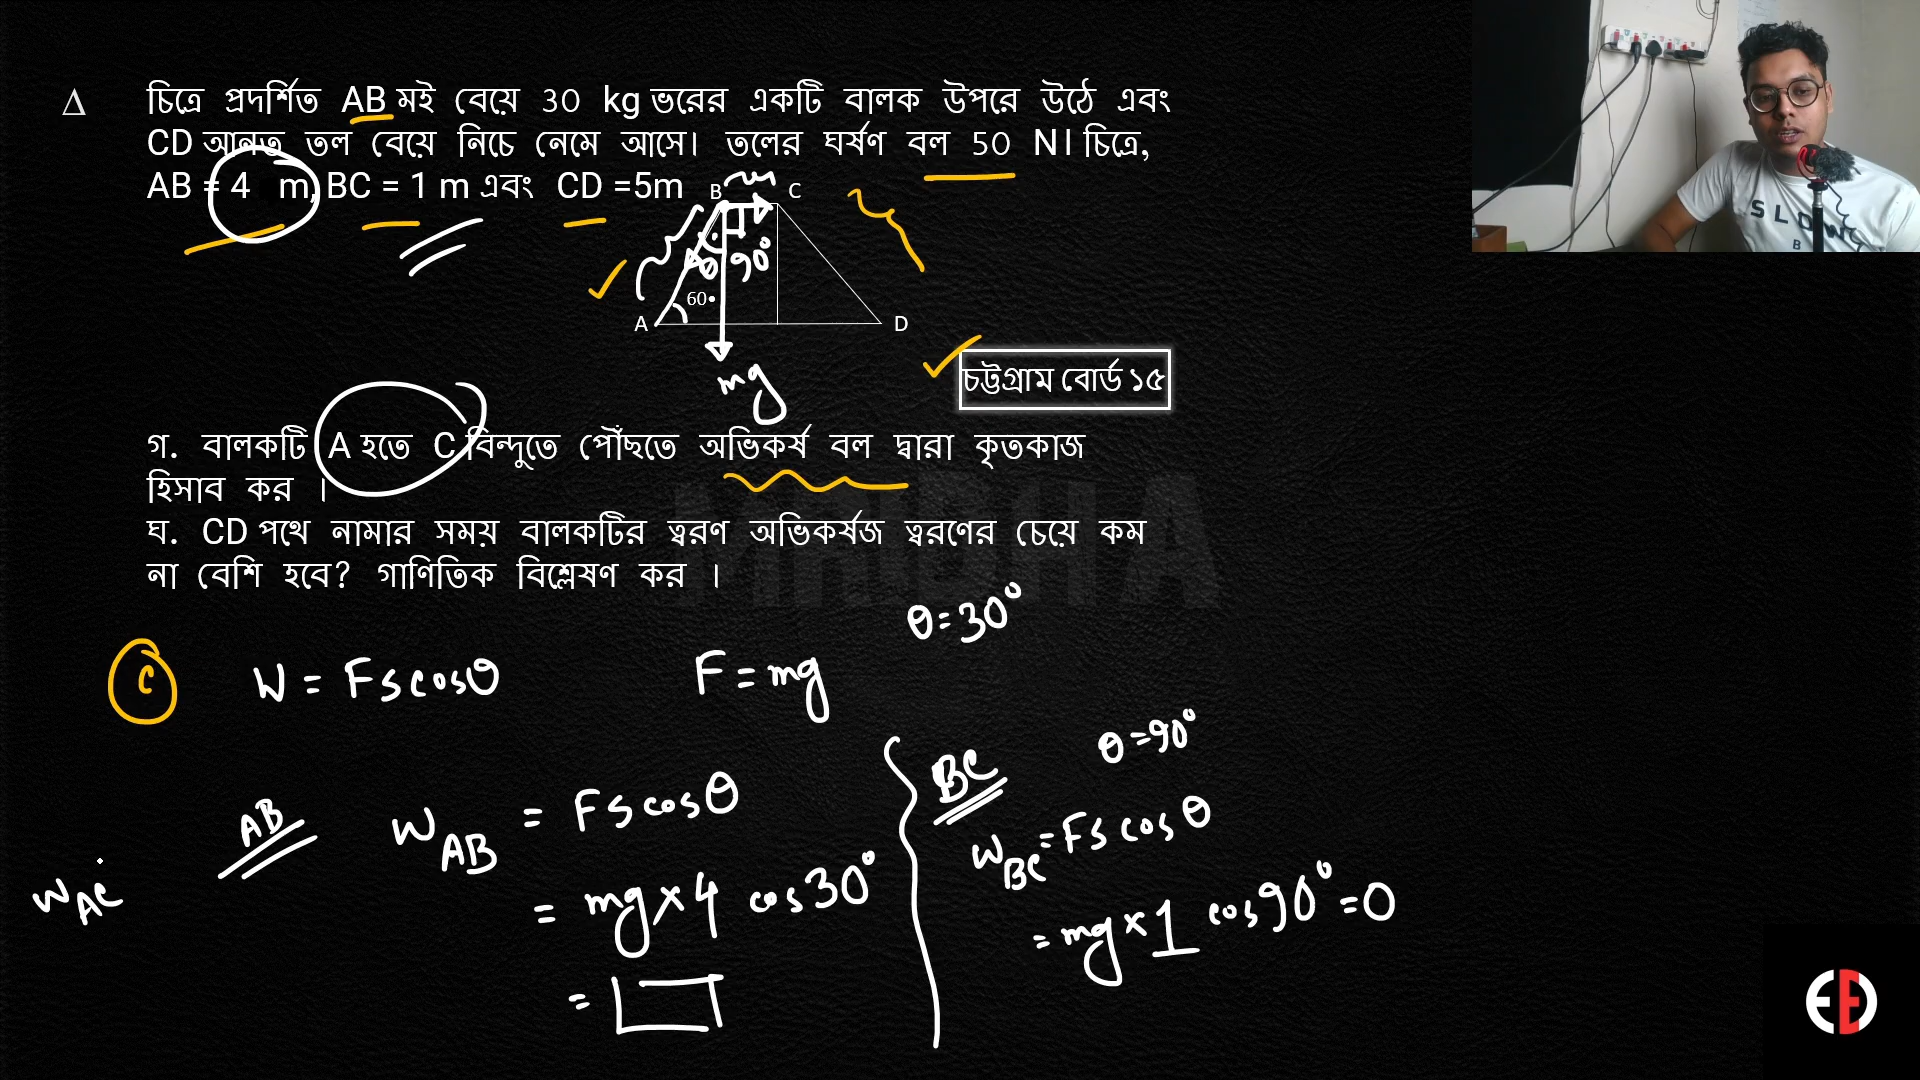 Δ চিত্রে প্রদর্শিত AB মই বেয়ে 30 kg ভরের একটি বালক উপরে উঠে এবং
CD আনত তল বেয়ে নিচে নেমে আসে। তলের ঘর্ষণ বল 50 N। চিত্রে,
AB = 4 m, BC = 1 m এবং CD =5m
B C
90°
60°
A D
mg
চট্টগ্রাম বোর্ড ১৫
গ. বালকটি A হতে C বিন্দুতে পৌঁছতে অভিকর্ষ বল দ্বারা কৃতকাজ
হিসাব কর ।
ঘ. CD পথে নামার সময় বালকটির ত্বরণ অভিকর্ষজ ত্বরণের চেয়ে কম
না বেশি হবে? গাণিতিক বিশ্লেষণ কর ।
θ=30°
C W = Fscosθ F=mg
θ=90°
AB W_AB = Fscosθ
BC W_BC=Fs cosθ
W_AC
= mg×4 cos30°
= mg×1 cos90°=0
=
SLOW